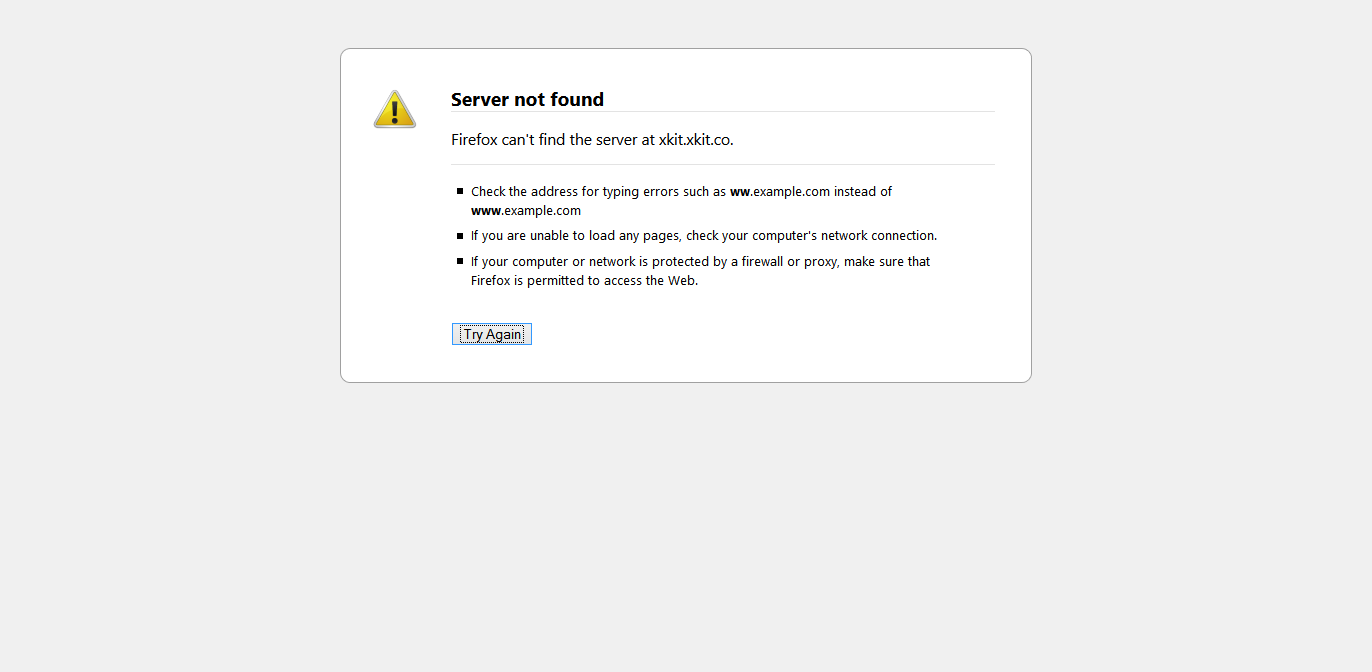 Server not found
Firefox can't find the server at xkit.xkit.co.
Check the address for typing errors such as ww.example.com instead of
www.example.com
If you are unable to load any pages, check your computer's network connection.
If your computer or network is protected by a firewall or proxy, make sure that
Firefox is permitted to access the Web.
Try Again